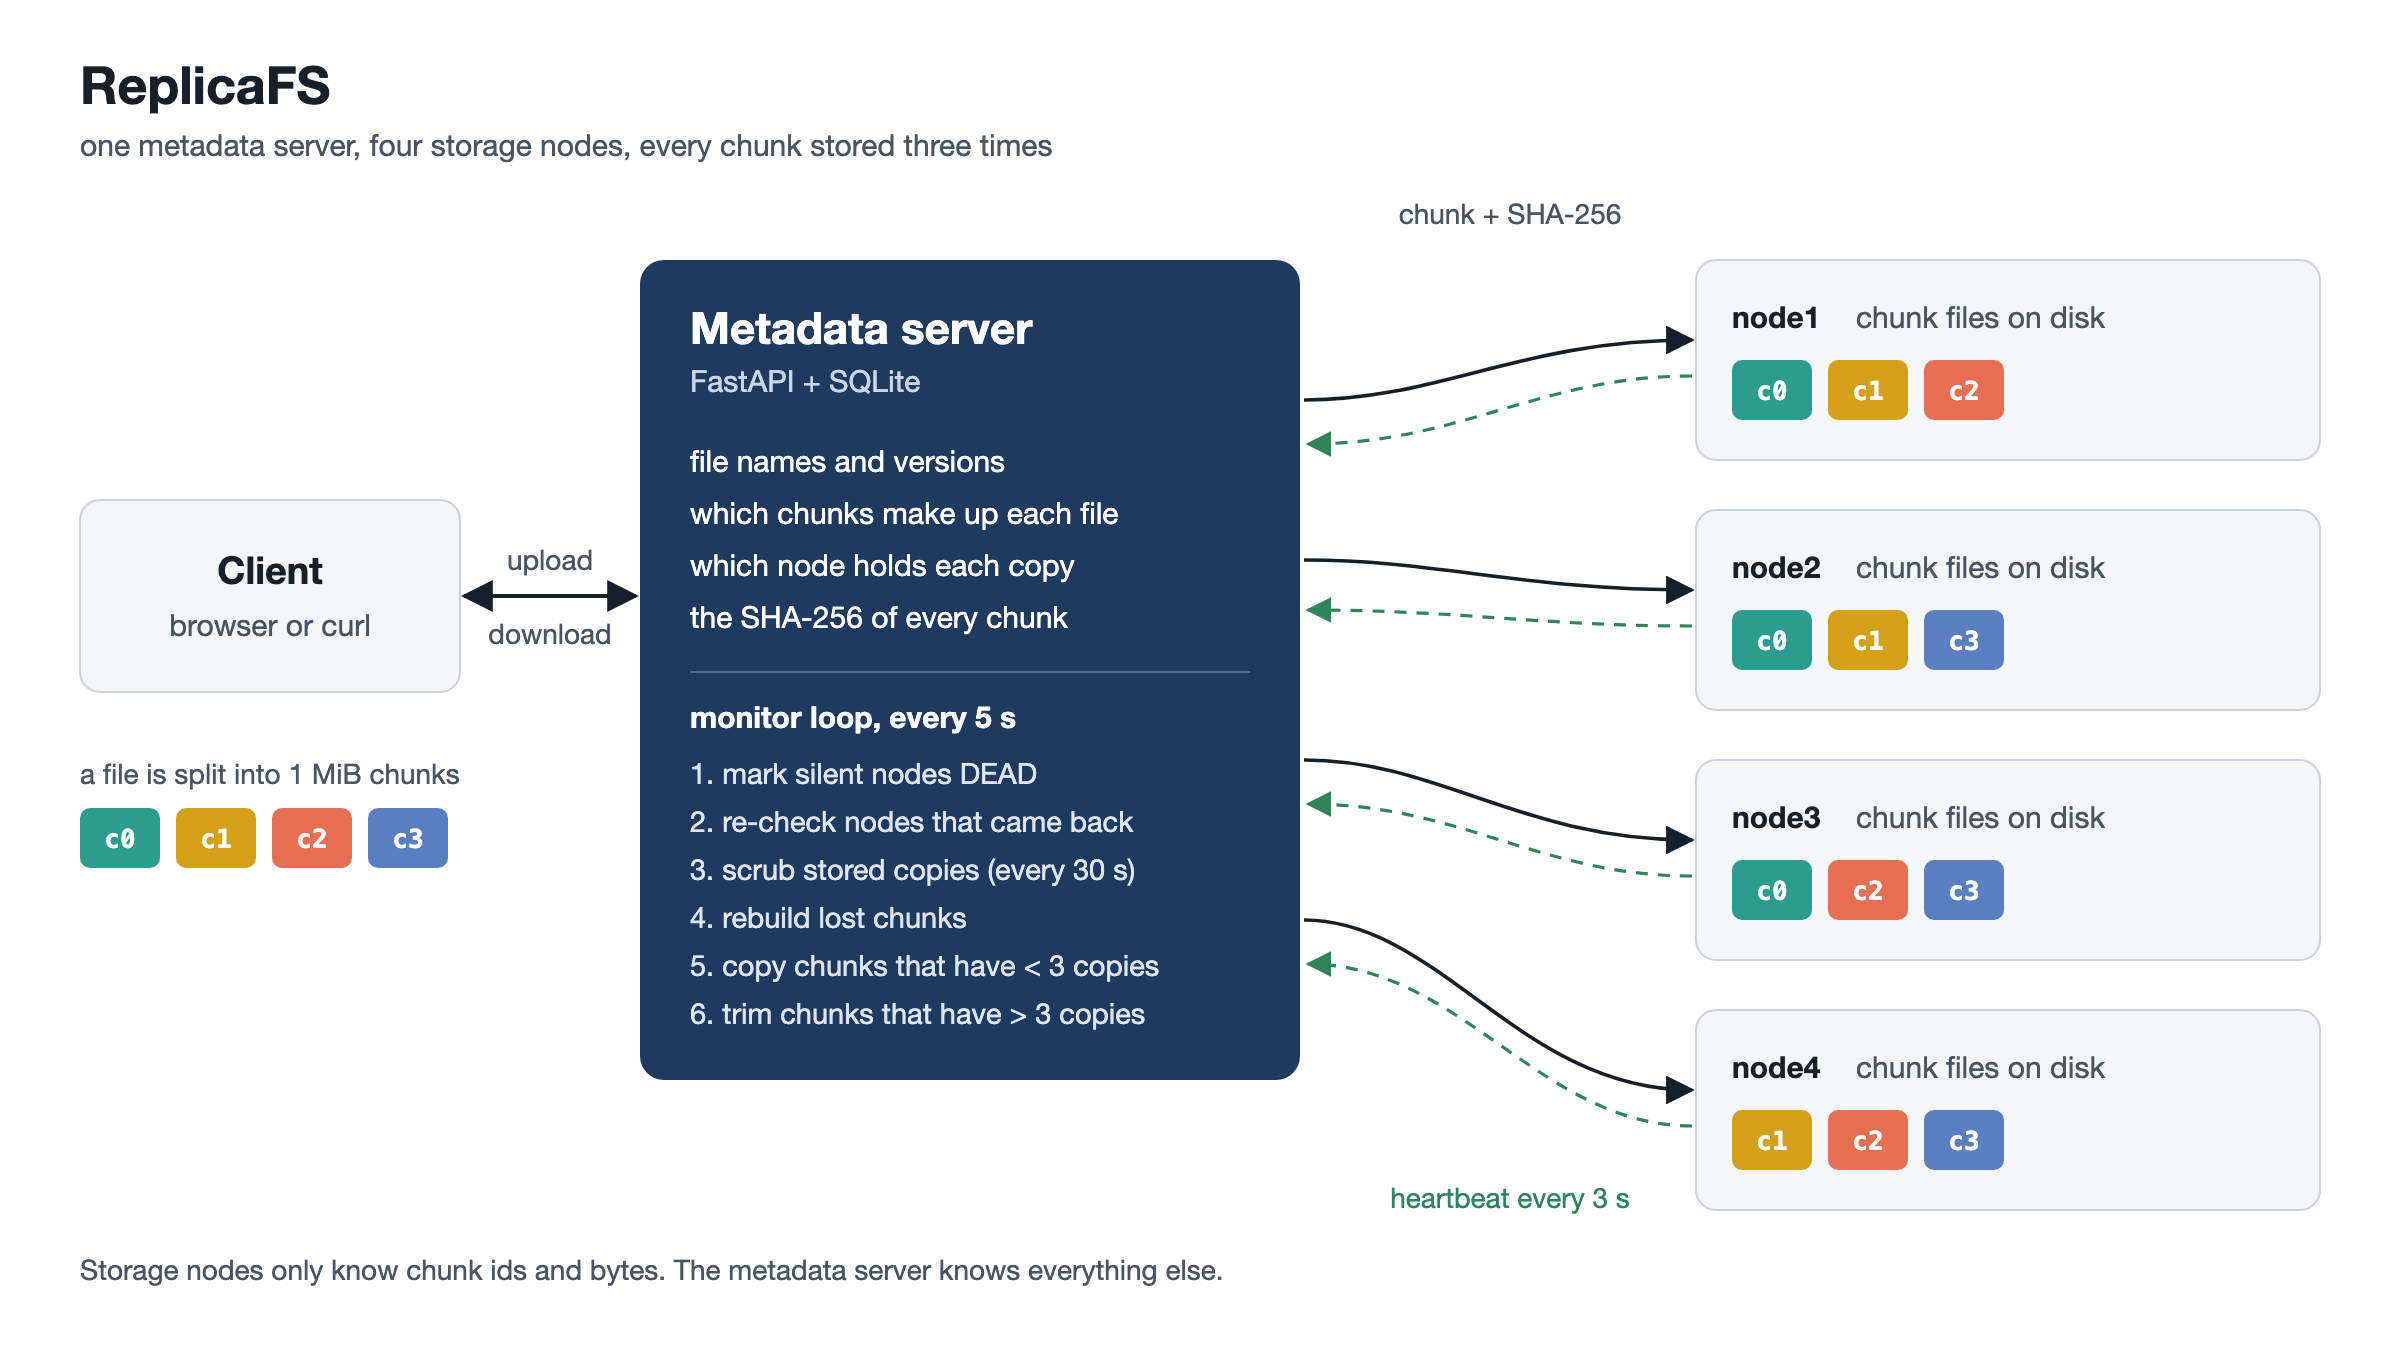 ReplicaFS
one metadata server, four storage nodes, every chunk stored three times
chunk + SHA-256
Client
browser or curl
upload
download
a file is split into 1 MiB chunks
c0 c1 c2 c3
Metadata server
FastAPI + SQLite
file names and versions
which chunks make up each file
which node holds each copy
the SHA-256 of every chunk
monitor loop, every 5 s
1. mark silent nodes DEAD
2. re-check nodes that came back
3. scrub stored copies (every 30 s)
4. rebuild lost chunks
5. copy chunks that have < 3 copies
6. trim chunks that have > 3 copies
node1 chunk files on disk
c0 c1 c2
node2 chunk files on disk
c0 c1 c3
node3 chunk files on disk
c0 c2 c3
node4 chunk files on disk
c1 c2 c3
heartbeat every 3 s
Storage nodes only know chunk ids and bytes. The metadata server knows everything else.